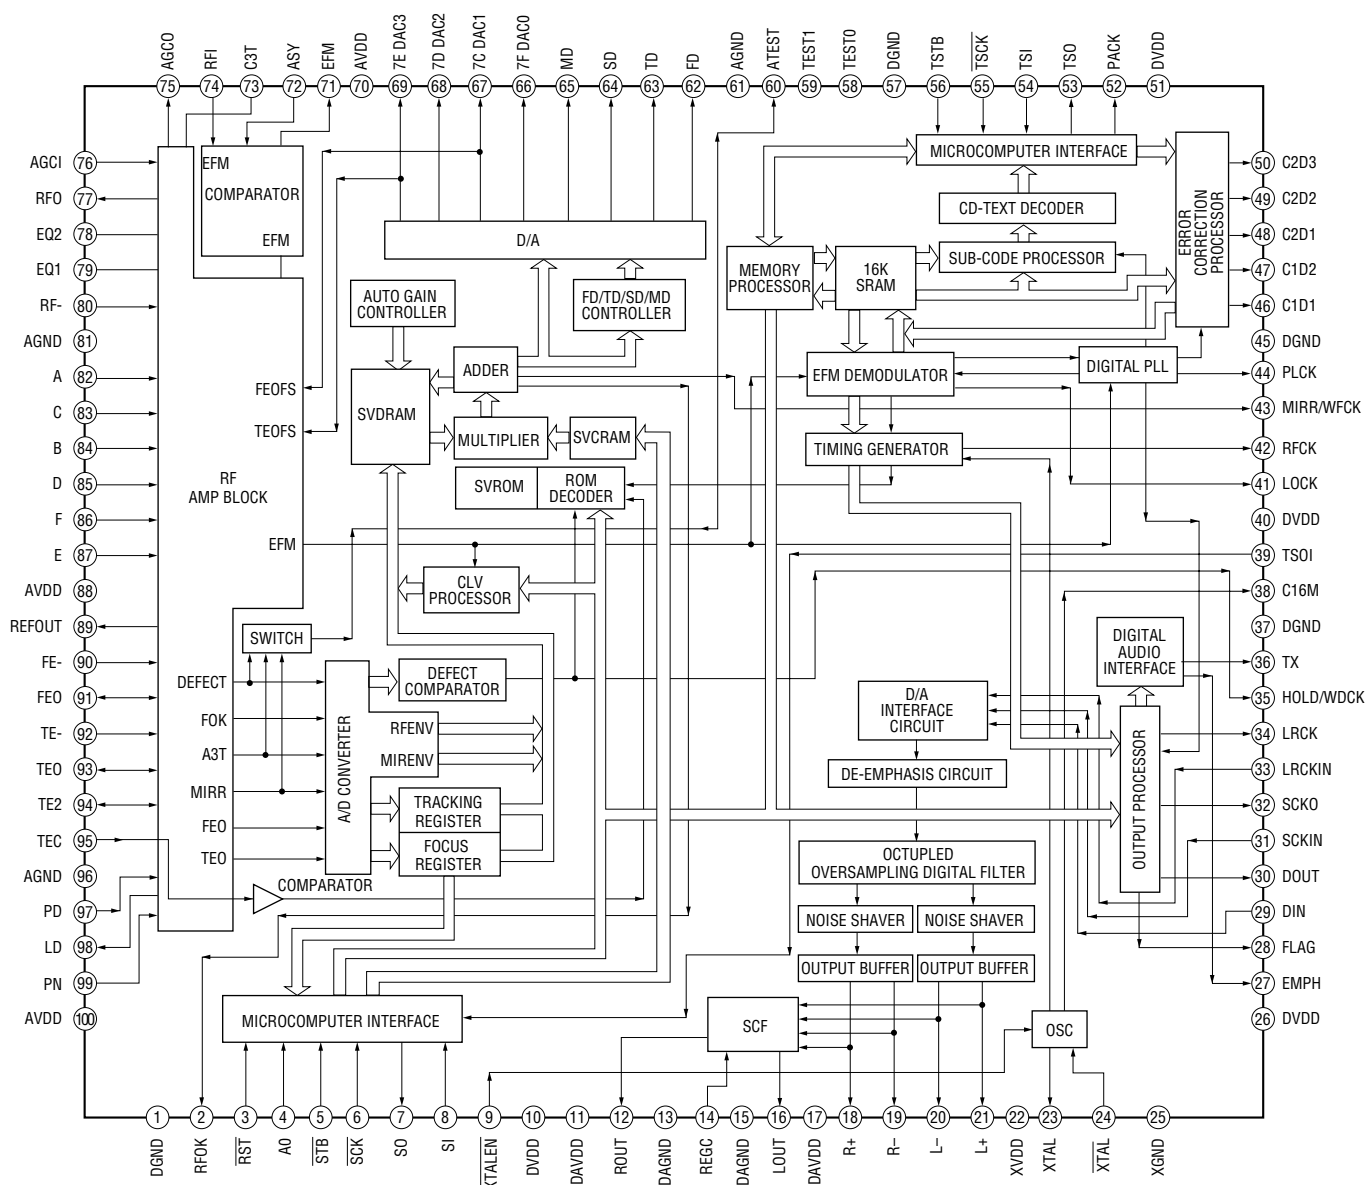 AGCO
RFI
C3T
ASY
EFM
AVDD
7E DAC3
7D DAC2
7C DAC1
7F DAC0
MD
SD
TD
FD
AGND
ATEST
TEST1
TEST0
DGND
TSTB
TSCK
TSI
TSO
PACK
DVDD
75
74
73
72
71
70
69
68
67
66
65
64
63
62
61
60
59
58
57
56
55
54
53
52
51
AGCI 76
RFO 77
EQ2 78
EQ1 79
RF- 80
AGND 81
A 82
C 83
B 84
D 85
F 86
E 87
AVDD 88
REFOUT 89
FE- 90
FEO 91
TE- 92
TEO 93
TE2 94
TEC 95
AGND 96
PD 97
LD 98
PN 99
AVDD 100
EFM
COMPARATOR
EFM
RF
AMP BLOCK
FEOFS
TEOFS
EFM
DEFECT
FOK
A3T
MIRR
FEO
TEO
SWITCH
A/D CONVERTER
COMPARATOR
D/A
AUTO GAIN
CONTROLLER
FD/TD/SD/MD
CONTROLLER
SVDRAM
ADDER
MULTIPLIER
SVCRAM
SVROM
ROM
DECODER
CLV
PROCESSOR
DEFECT
COMPARATOR
RFENV
MIRENV
TRACKING
REGISTER
FOCUS
REGISTER
MICROCOMPUTER INTERFACE
MICROCOMPUTER INTERFACE
CD-TEXT DECODER
SUB-CODE PROCESSOR
MEMORY
PROCESSOR
16K
SRAM
ERROR
CORRECTION
PROCESSOR
EFM DEMODULATOR
DIGITAL PLL
TIMING GENERATOR
DIGITAL
AUDIO
INTERFACE
D/A
INTERFACE
CIRCUIT
DE-EMPHASIS CIRCUIT
OUTPUT PROCESSOR
OCTUPLED
OVERSAMPLING DIGITAL FILTER
NOISE SHAVER
NOISE SHAVER
OUTPUT BUFFER
OUTPUT BUFFER
SCF
OSC
50 C2D3
49 C2D2
48 C2D1
47 C1D2
46 C1D1
45 DGND
44 PLCK
43 MIRR/WFCK
42 RFCK
41 LOCK
40 DVDD
39 TSOI
38 C16M
37 DGND
36 TX
35 HOLD/WDCK
34 LRCK
33 LRCKIN
32 SCKO
31 SCKIN
30 DOUT
29 DIN
28 FLAG
27 EMPH
26 DVDD
1
2
3
4
5
6
7
8
9
10
11
12
13
14
15
16
17
18
19
20
21
22
23
24
25
DGND
RFOK
RST
A0
STB
SCK
SO
SI
XTALEN
DVDD
DAVDD
ROUT
DAGND
REGC
DAGND
LOUT
DAVDD
R+
R-
L-
L+
XVDD
XTAL
XTAL
XGND